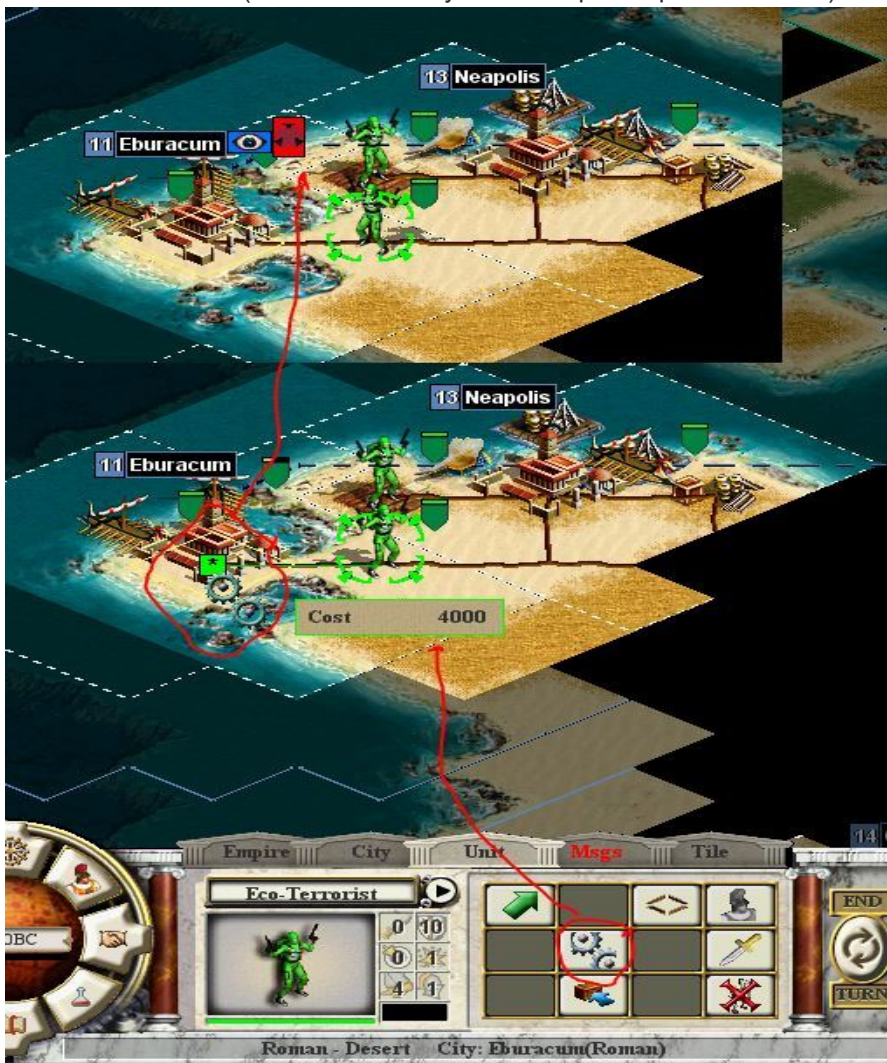 13 Neapolis
11 Eburacum
13 Neapolis
11 Eburacum
*
Cost 4000
14
Empire City Unit Msgs Tile
Eco-Terrorist
0 10
0 1
4 1
0BC
END
TURN
Roman - Desert City: Eburacum(Roman)